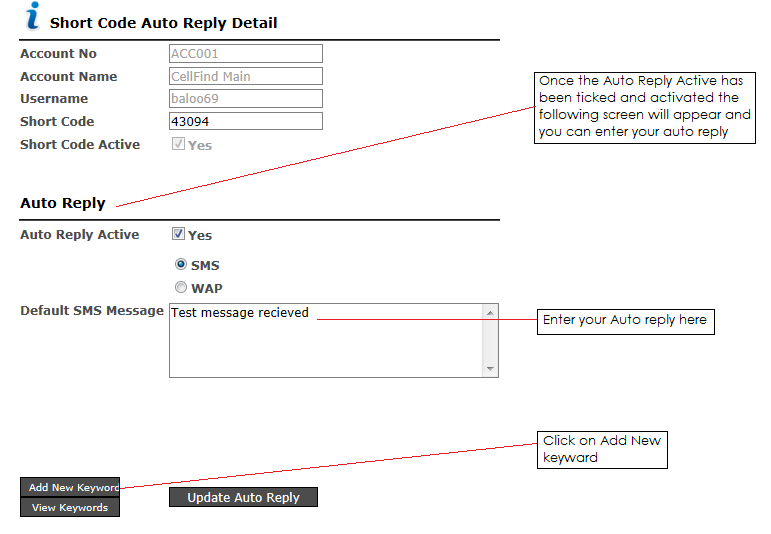 Short Code Auto Reply Detail
Account No ACC001
Account Name CellFind Main
Username baloo69
Short Code 43094
Short Code Active Yes
Once the Auto Reply Active has
been ticked and activated the
following screen will appear and
you can enter your auto reply
Auto Reply
Auto Reply Active Yes
SMS
WAP
Default SMS Message Test message recieved
Enter your Auto reply here
Click on Add New
keyward
Add New Keyword
View Keywords
Update Auto Reply